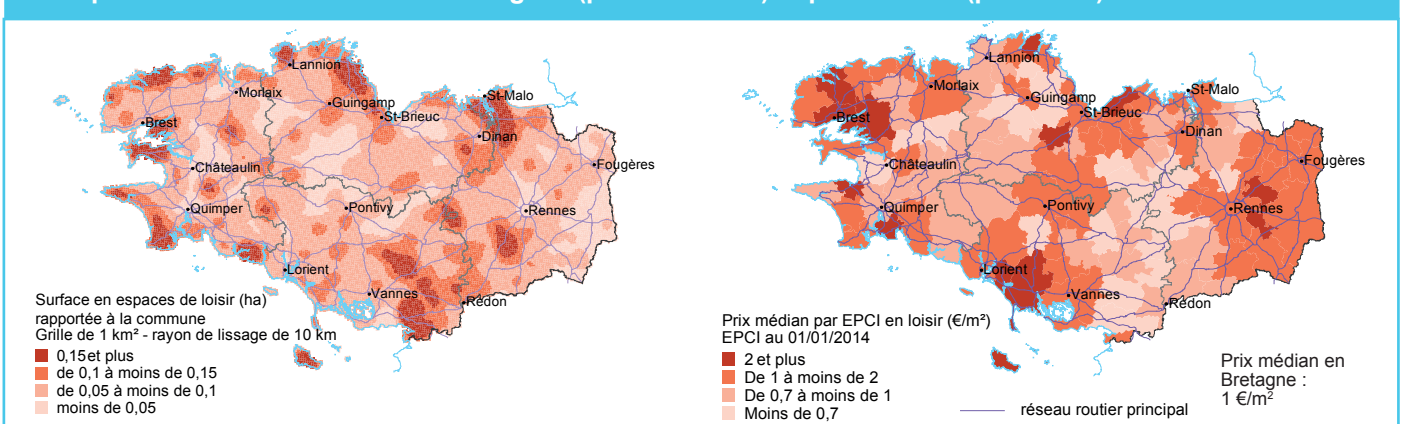 Lannion
Morlaix
Guingamp
St-Malo
St-Brieuc
Brest
Dinan
Châteaulin
Fougères
Quimper
Pontivy
Rennes
Lorient
Vannes
Redon
Surface en espaces de loisir (ha)
rapportée à la commune
Grille de 1 km² - rayon de lissage de 10 km
0,15et plus
de 0,1 à moins de 0,15
de 0,05 à moins de 0,1
moins de 0,05
Lannion
Morlaix
Guingamp
St-Malo
St-Brieuc
Brest
Dinan
Châteaulin
Fougères
Quimper
Pontivy
Rennes
Lorient
Vannes
Redon
Prix médian par EPCI en loisir (€/m²)
EPCI au 01/01/2014
2 et plus
De 1 à moins de 2
De 0,7 à moins de 1
Moins de 0,7
réseau routier principal
Prix médian en
Bretagne :
1 €/m²